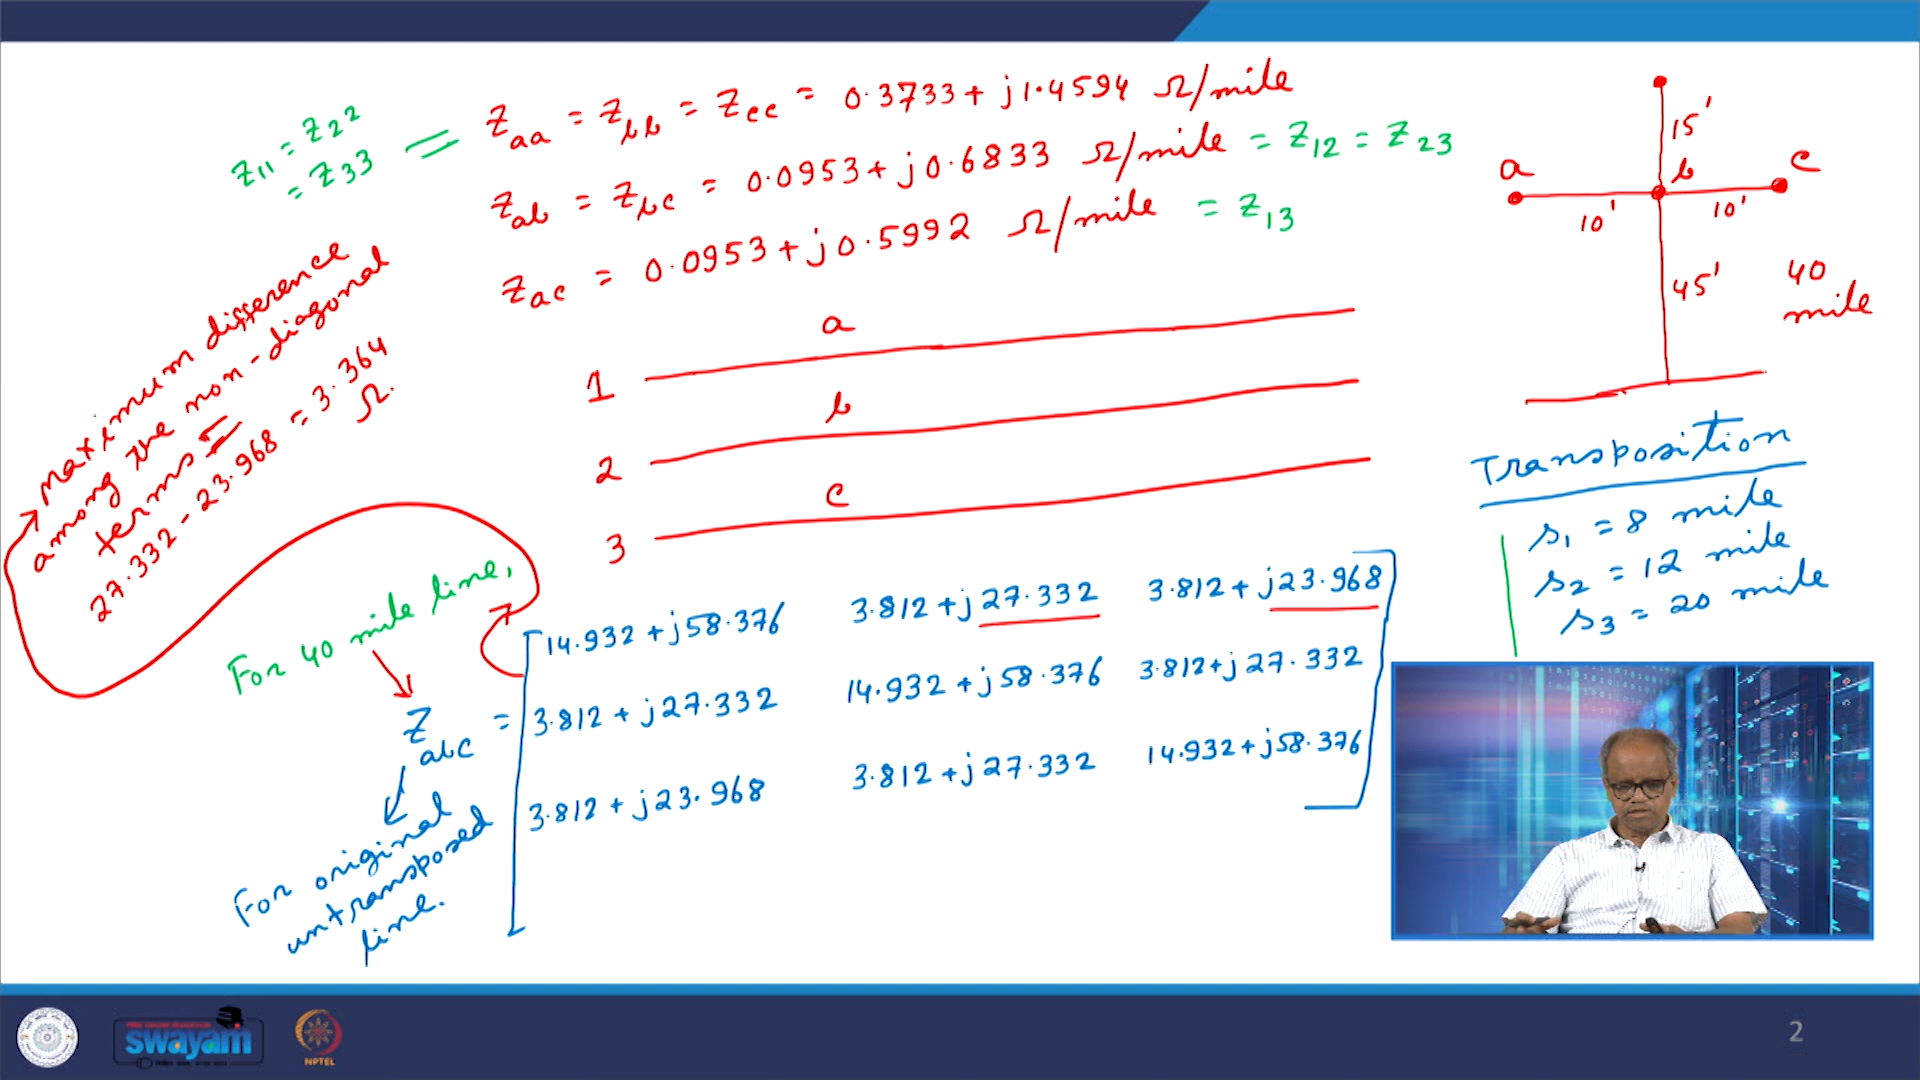 Z11 = Z22
= Z33
=
Zaa = Zbb = Zcc = 0.3733 + j1.4594 Ω/mile
Zab = Zbc = 0.0953 + j0.6833 Ω/mile = Z12 = Z23
Zac = 0.0953 + j0.5992 Ω/mile = Z13
15'
a
b
c
10'
10'
45'
40
mile
maximum difference
among the non-diagonal
terms =
27.332 - 23.968 = 3.364
Ω.
a
1
b
2
c
3
Transposition
s1 = 8 mile
s2 = 12 mile
s3 = 20 mile
For 40 mile line,
Zabc =
14.932 + j58.376 3.812 + j27.332 3.812 + j23.968
3.812 + j27.332 14.932 + j58.376 3.812 + j27.332
3.812 + j23.968 3.812 + j27.332 14.932 + j58.376
For original
untransposed
line.
swayam
NPTEL
2